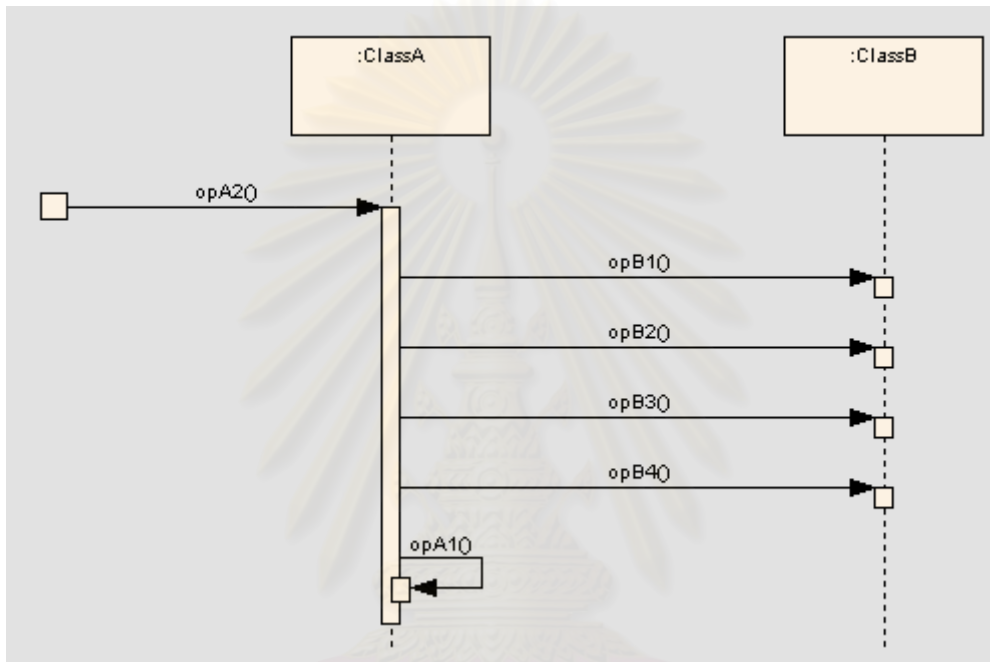 :ClassA
:ClassB
opA2()
opB1()
opB2()
opB3()
opB4()
opA1()